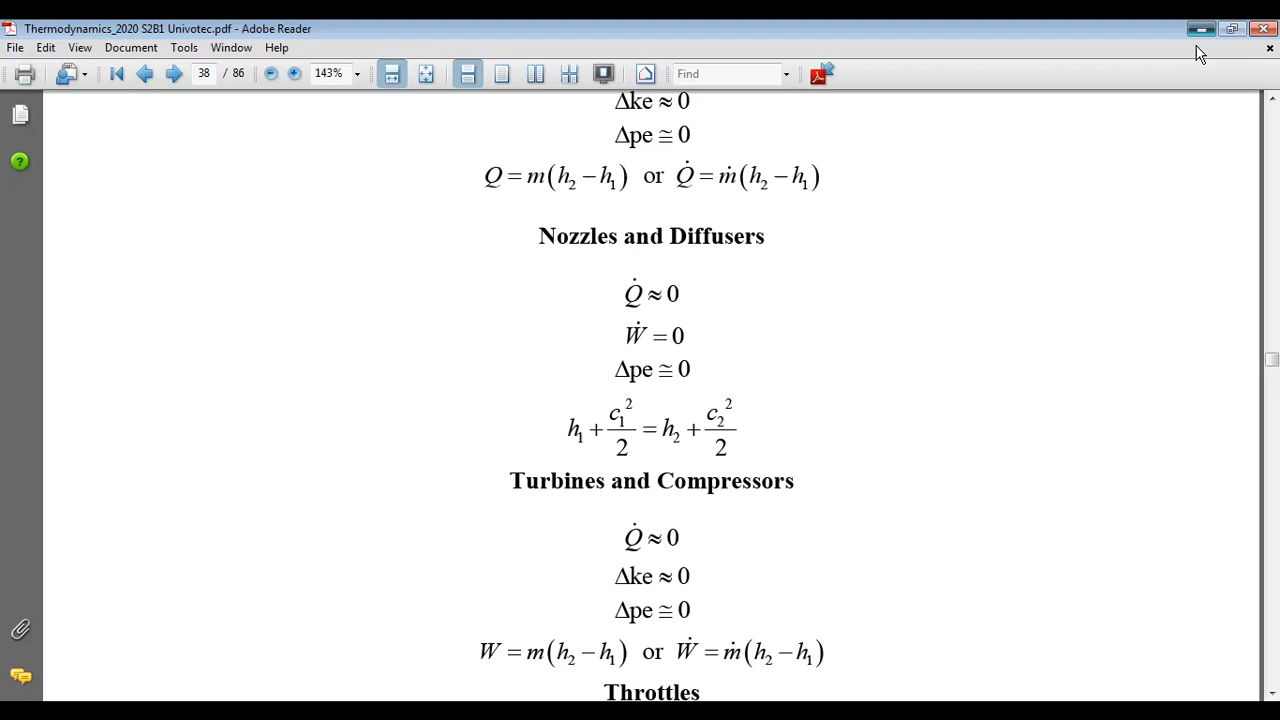 Thermodynamics_2020 S2B1 Univotec.pdf - Adobe Reader
File Edit View Document Tools Window Help
38 / 86 143% Find
Δke ≈ 0
Δpe ≅ 0
Q = m(h₂ − h₁) or Q̇ = ṁ(h₂ − h₁)
Nozzles and Diffusers
Q̇ ≈ 0
Ẇ = 0
Δpe ≅ 0
h₁ + c₁²/2 = h₂ + c₂²/2
Turbines and Compressors
Q̇ ≈ 0
Δke ≈ 0
Δpe ≅ 0
W = m(h₂ − h₁) or Ẇ = ṁ(h₂ − h₁)
Throttles